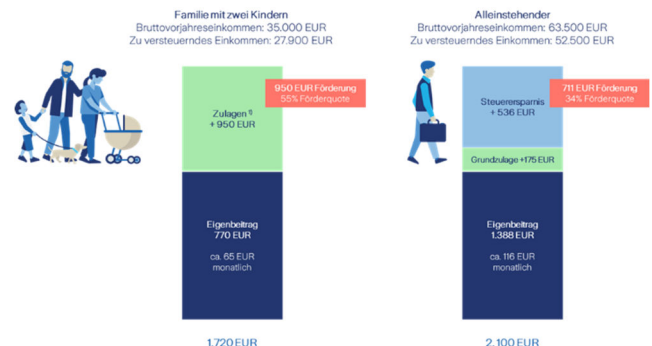 Familie mit zwei Kindern
Bruttovorjahreseinkommen: 35.000 EUR
Zu versteuerndes Einkommen: 27.900 EUR
950 EUR Förderung
55% Förderquote
Zulagen 1)
+ 950 EUR
Eigenbeitrag
770 EUR
ca. 65 EUR
monatlich
1.720 EUR
Alleinstehender
Bruttovorjahreseinkommen: 63.500 EUR
Zu versteuerndes Einkommen: 52.500 EUR
711 EUR Förderung
34% Förderquote
Steuerersparnis
+ 536 EUR
Grundzulage +175 EUR
Eigenbeitrag
1.388 EUR
ca. 116 EUR
monatlich
2.100 EUR